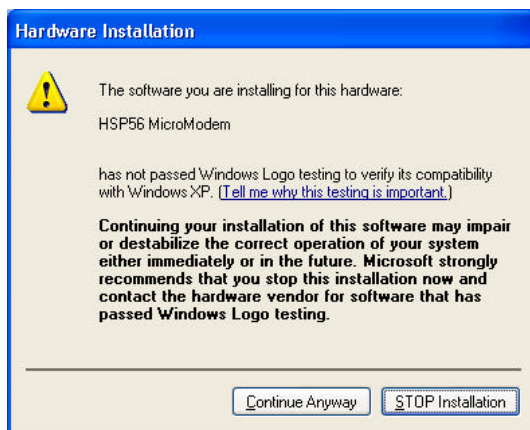 Hardware Installation
The software you are installing for this hardware:
HSP56 MicroModem
has not passed Windows Logo testing to verify its compatibility
with Windows XP. (Tell me why this testing is important.)
Continuing your installation of this software may impair
or destabilize the correct operation of your system
either immediately or in the future. Microsoft strongly
recommends that you stop this installation now and
contact the hardware vendor for software that has
passed Windows Logo testing.
Continue Anyway
STOP Installation